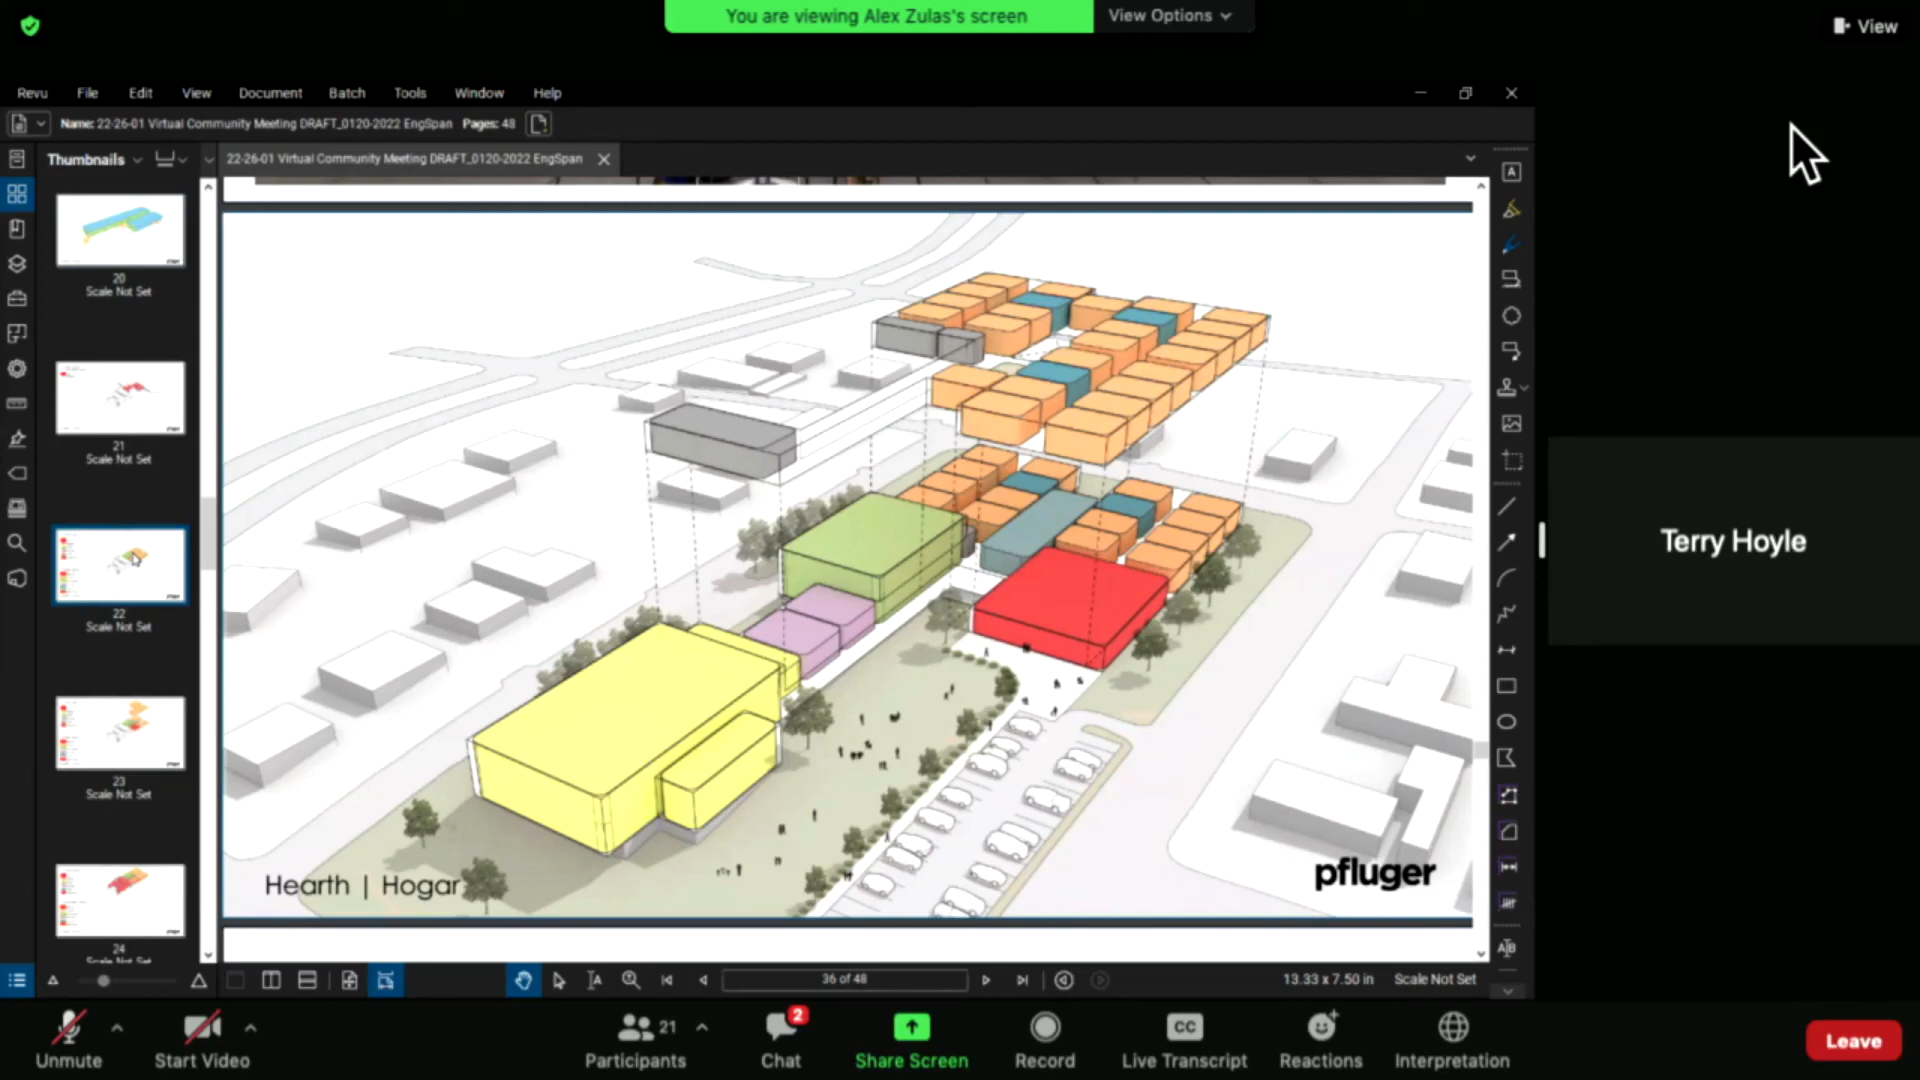 You are viewing Alex Zulas's screen
View Options
View
Revu File Edit View Document Batch Tools Window Help
Name: 22-26-01 Virtual Community Meeting DRAFT_0120-2022 EngSpan Pages: 48
Thumbnails
22-26-01 Virtual Community Meeting DRAFT_0120-2022 EngSpan
20
Scale Not Set
21
Scale Not Set
22
Scale Not Set
23
Scale Not Set
24
Scale Not Set
Hearth | Hogar
pfluger
Terry Hoyle
36 of 48
13.33 x 7.50 in
Scale Not Set
Unmute
Start Video
21
Participants
2
Chat
Share Screen
Record
CC
Live Transcript
Reactions
Interpretation
Leave